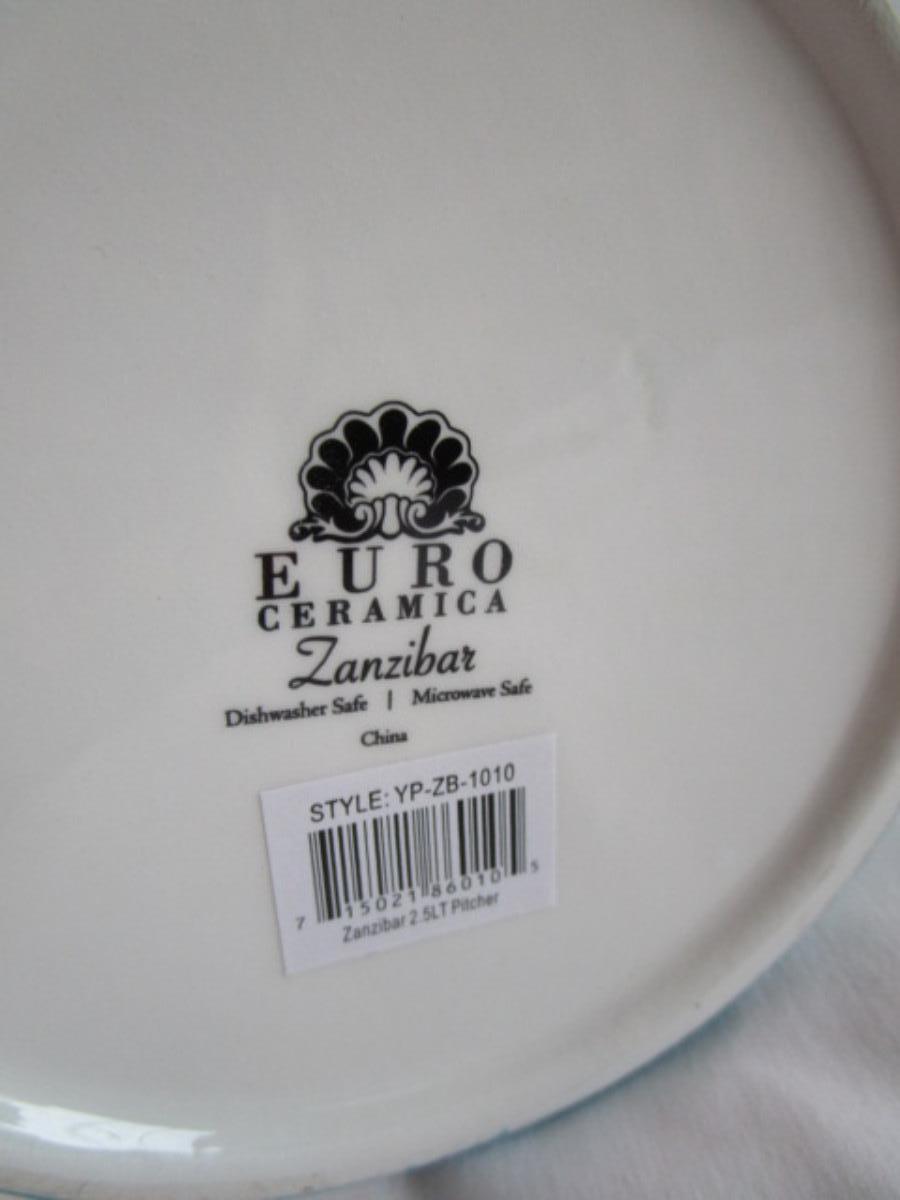 EURO
CERAMICA
Zanzibar
Dishwasher Safe | Microwave Safe
China
STYLE: YP-ZB-1010
7 15021 86010 5
Zanzibar 2.5LT Pitcher